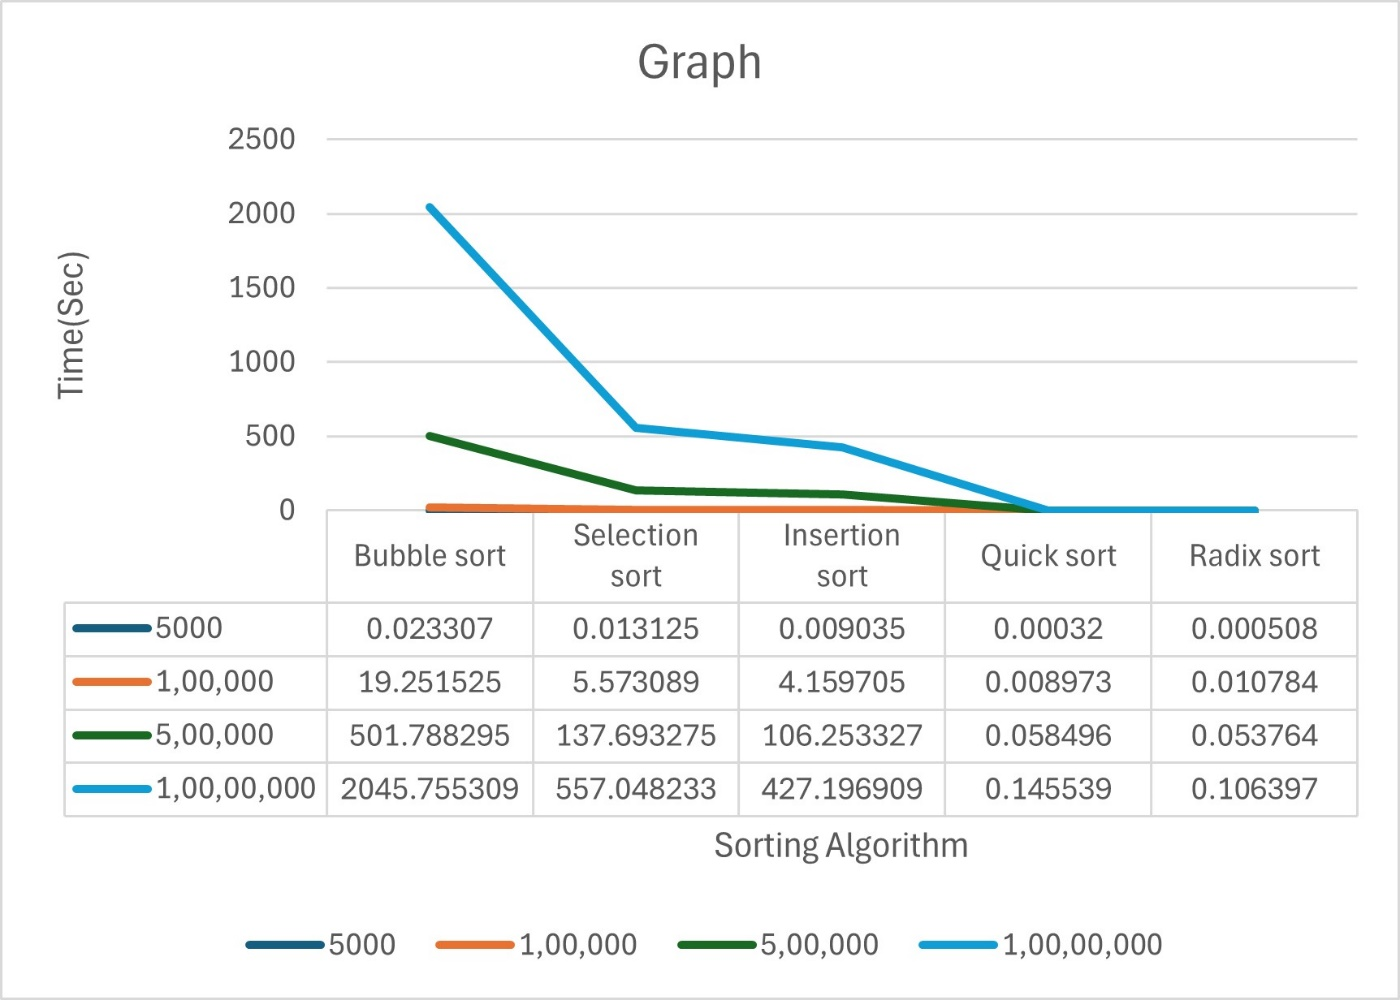 Graph
2500
2000
1500
1000
500
0
Time(Sec)
Bubble sort Selection sort Insertion sort Quick sort Radix sort
5000 0.023307 0.013125 0.009035 0.00032 0.000508
1,00,000 19.251525 5.573089 4.159705 0.008973 0.010784
5,00,000 501.788295 137.693275 106.253327 0.058496 0.053764
1,00,00,000 2045.755309 557.048233 427.196909 0.145539 0.106397
Sorting Algorithm
5000 1,00,000 5,00,000 1,00,00,000